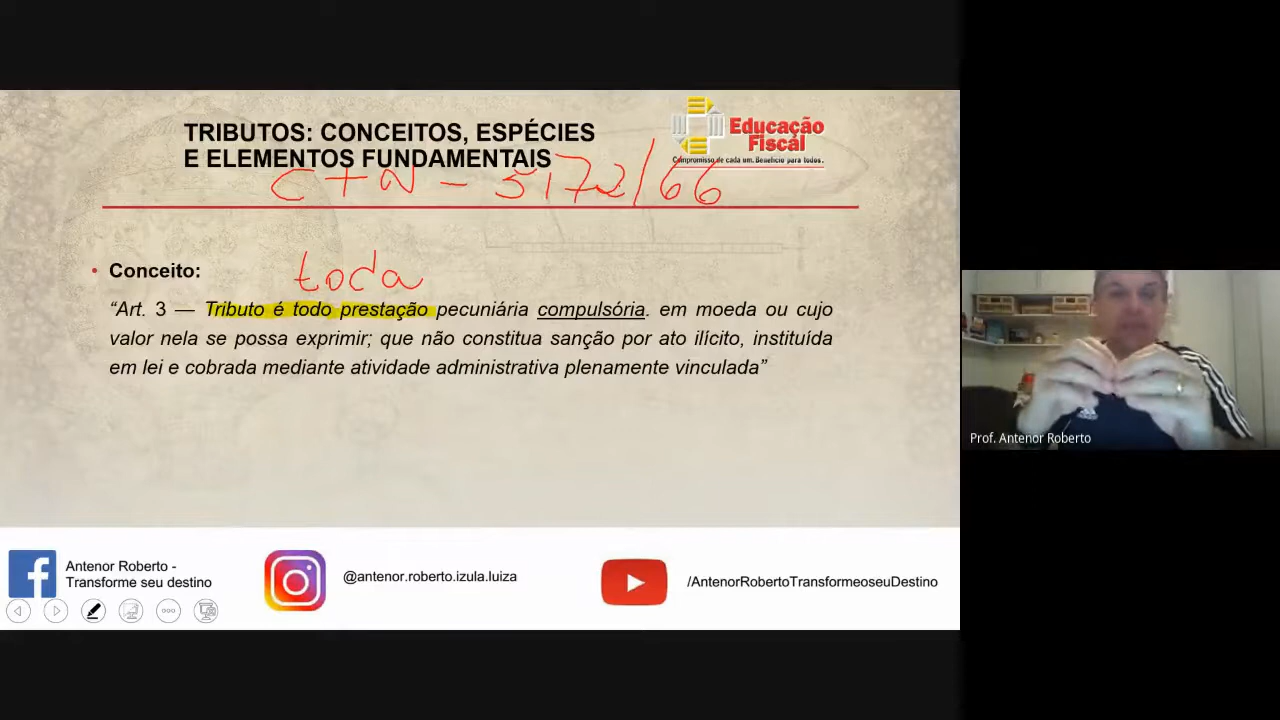 TRIBUTOS: CONCEITOS, ESPÉCIES
E ELEMENTOS FUNDAMENTAIS
Educação
Fiscal
Compromisso de cada um. Benefício para todos.
CTN - 5172/66
• Conceito:
toda
“Art. 3 — Tributo é todo prestação pecuniária compulsória. em moeda ou cujo
valor nela se possa exprimir; que não constitua sanção por ato ilícito, instituída
em lei e cobrada mediante atividade administrativa plenamente vinculada”
Prof. Antenor Roberto
Antenor Roberto -
Transforme seu destino
@antenor.roberto.izula.luiza
/AntenorRobertoTransformeoseuDestino